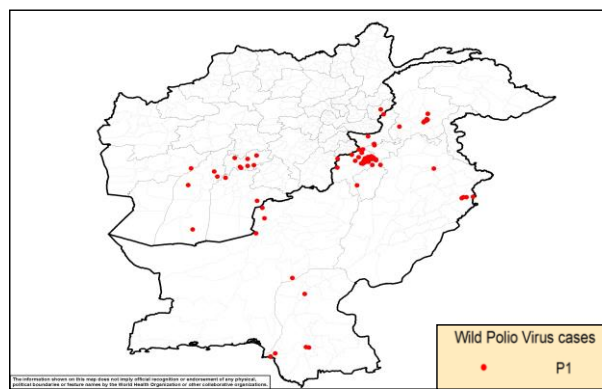 Wild Polio Virus cases
P1
The information shown on this map does not imply official recognition or endorsement of any physical,
political boundaries or feature names by the World Health Organization or other collaborative organizations.